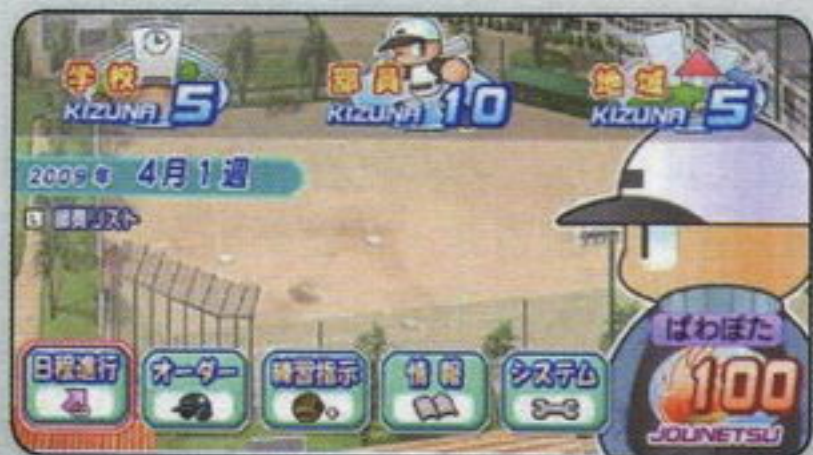 学校
KIZUNA 5
部員
KIZUNA 10
地域
KIZUNA 5
2009年 4月1週
部員リスト
日程進行
オーダー
練習指示
情報
システム
ぱわぽた
100
JOUNETSU